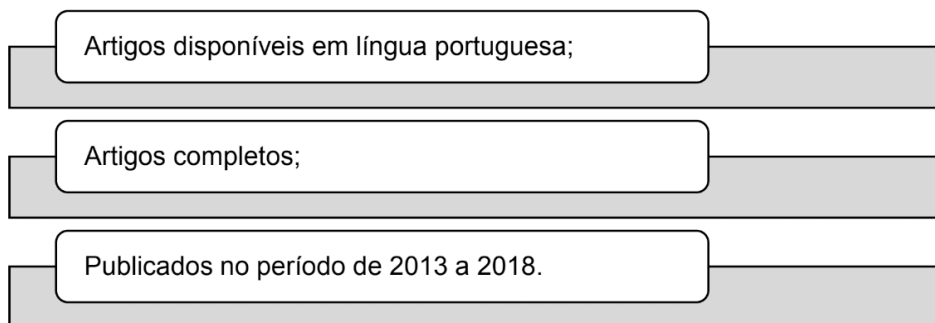 Artigos disponíveis em língua portuguesa;
Artigos completos;
Publicados no período de 2013 a 2018.